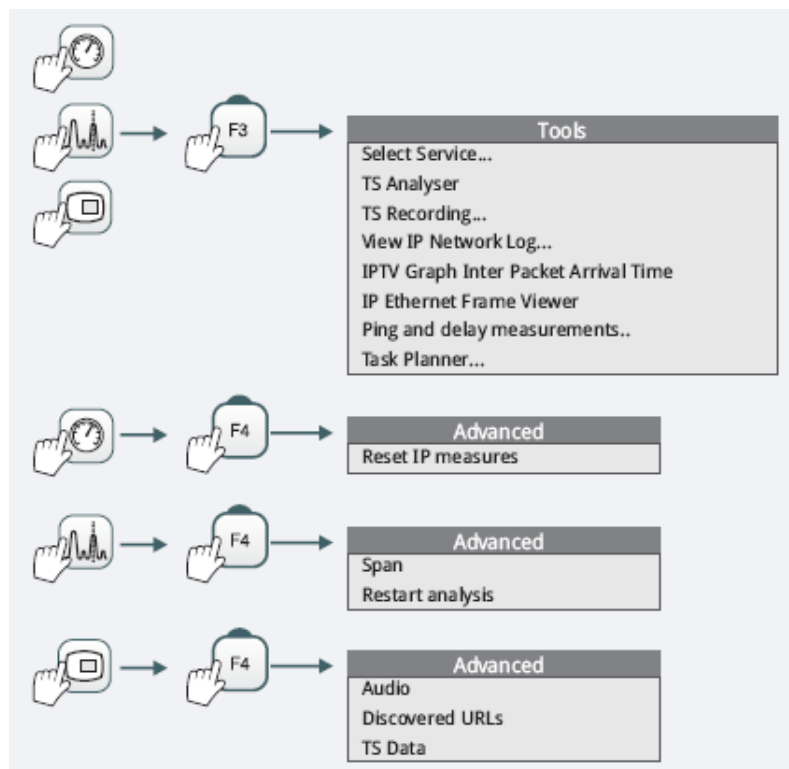 F3
Tools
Select Service...
TS Analyser
TS Recording...
View IP Network Log...
IPTV Graph Inter Packet Arrival Time
IP Ethernet Frame Viewer
Ping and delay measurements..
Task Planner...
F4
Advanced
Reset IP measures
F4
Advanced
Span
Restart analysis
F4
Advanced
Audio
Discovered URLs
TS Data